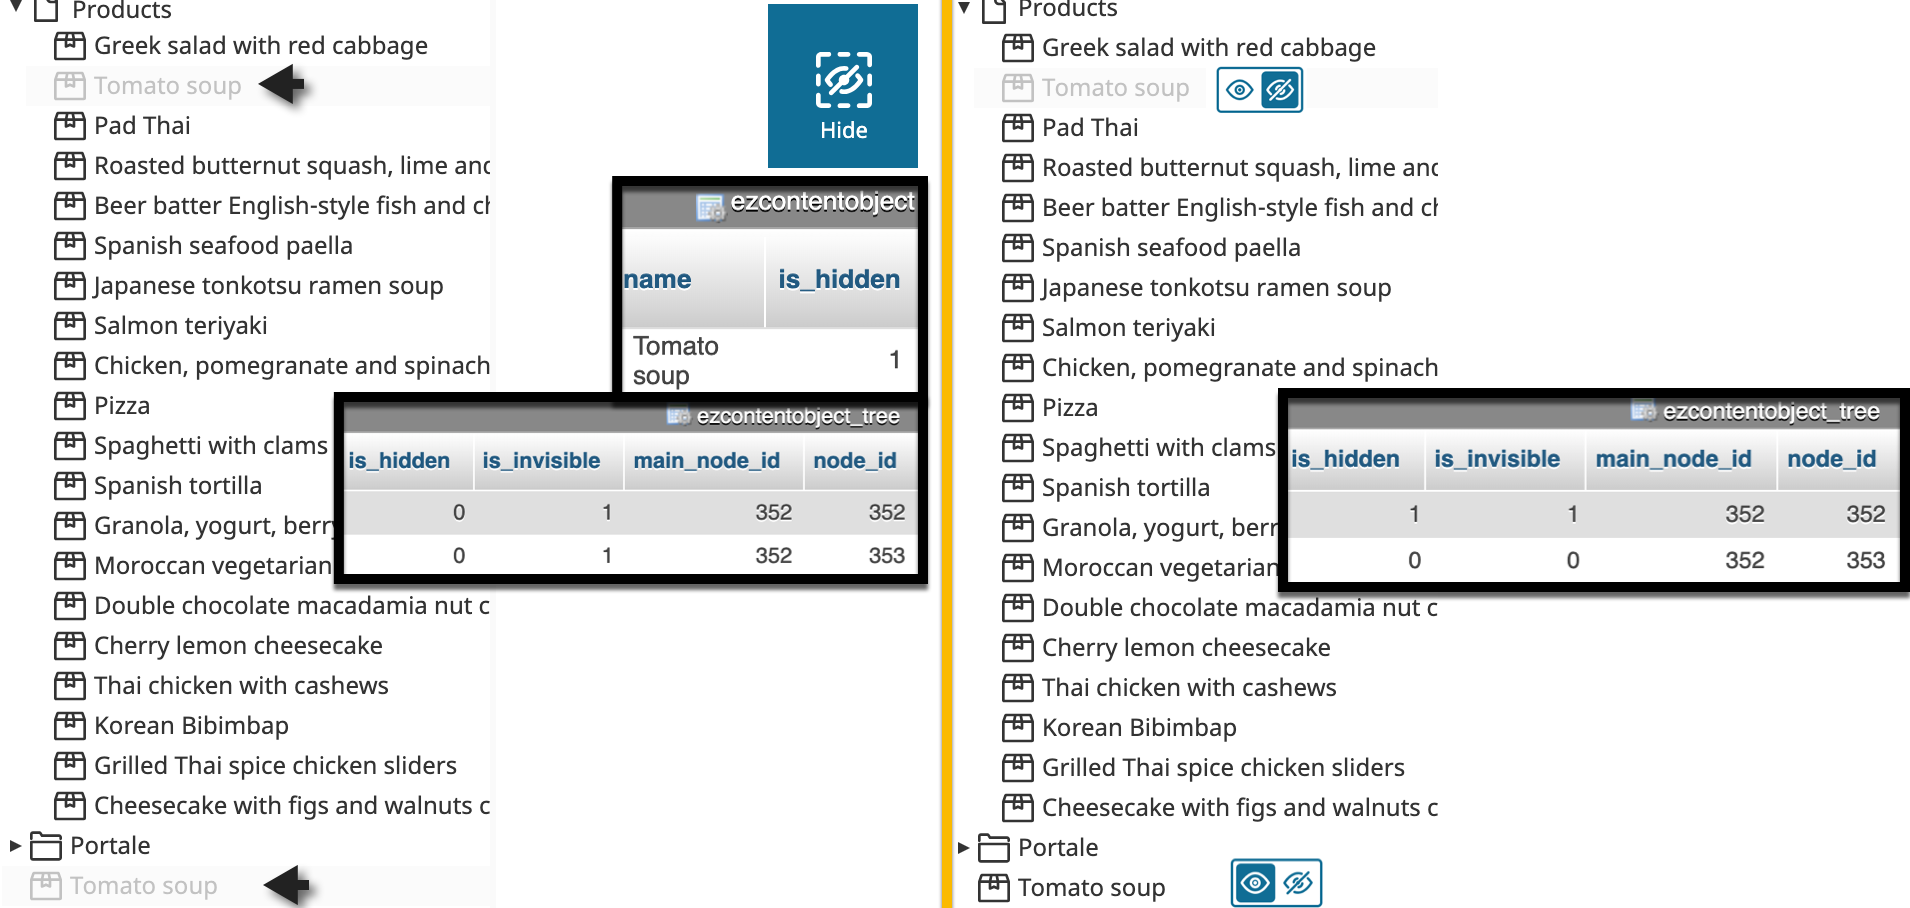 Products
Greek salad with red cabbage
Tomato soup
Pad Thai
Roasted butternut squash, lime and
Beer batter English-style fish and ch
Spanish seafood paella
Japanese tonkotsu ramen soup
Salmon teriyaki
Chicken, pomegranate and spinach
Pizza
Spaghetti with clams
Spanish tortilla
Granola, yogurt, berry
Moroccan vegetarian
Double chocolate macadamia nut c
Cherry lemon cheesecake
Thai chicken with cashews
Korean Bibimbap
Grilled Thai spice chicken sliders
Cheesecake with figs and walnuts c
Portale
Tomato soup
Hide
ezcontentobject
name is_hidden
Tomato
soup 1
ezcontentobject_tree
is_hidden is_invisible main_node_id node_id
0 1 352 352
0 1 352 353
Products
Greek salad with red cabbage
Tomato soup
Pad Thai
Roasted butternut squash, lime and
Beer batter English-style fish and ch
Spanish seafood paella
Japanese tonkotsu ramen soup
Salmon teriyaki
Chicken, pomegranate and spinach
Pizza
Spaghetti with clams
Spanish tortilla
Granola, yogurt, berr
Moroccan vegetarian
Double chocolate macadamia nut c
Cherry lemon cheesecake
Thai chicken with cashews
Korean Bibimbap
Grilled Thai spice chicken sliders
Cheesecake with figs and walnuts c
Portale
Tomato soup
ezcontentobject_tree
is_hidden is_invisible main_node_id node_id
1 1 352 352
0 0 352 353